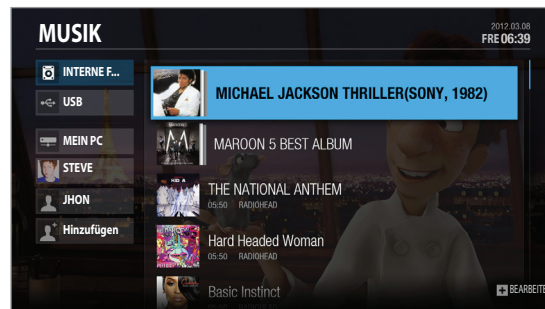 MUSIK
2012.03.08
FRE 06:39
INTERNE F...
USB
MEIN PC
STEVE
JHON
Hinzufügen
MICHAEL JACKSON THRILLER(SONY, 1982)
MAROON 5 BEST ALBUM
KID A
THE NATIONAL ANTHEM
05:50 RADIOHEAD
Hard Headed Woman
05:50 RADIOHEAD
Basic Instinct
BEARBEITE